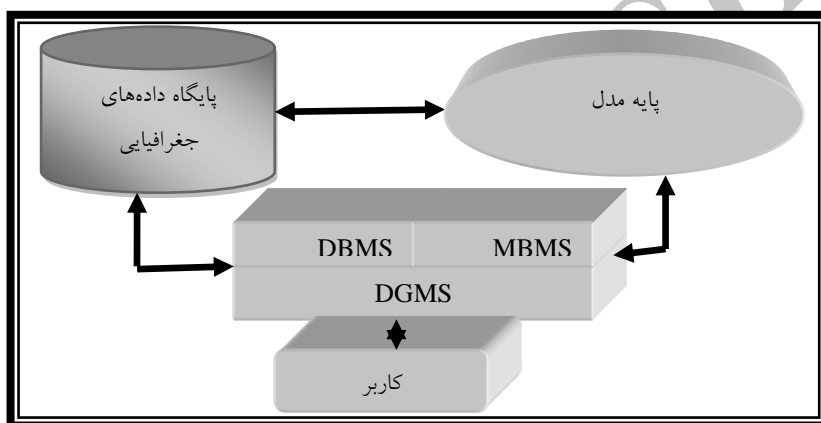 پایگاه داده‌های
جغرافیایی
پایه مدل
DBMS
MBMS
DGMS
کاربر